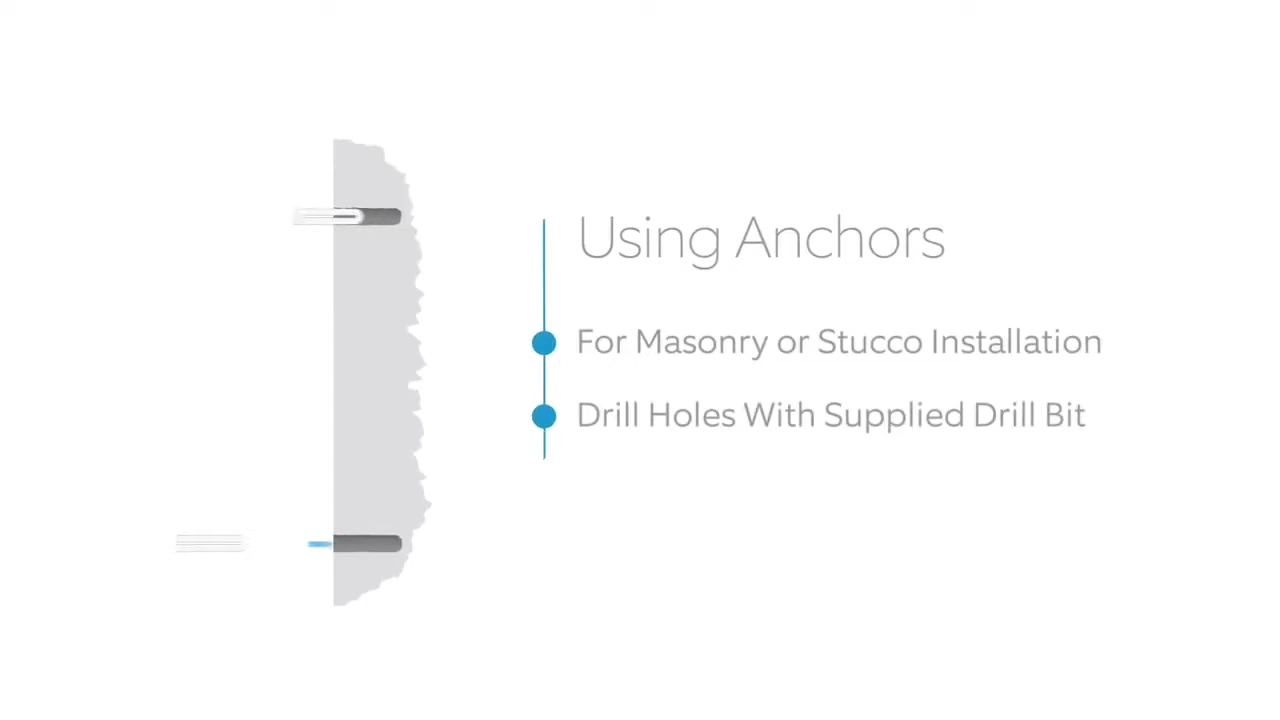 Using Anchors
For Masonry or Stucco Installation
Drill Holes With Supplied Drill Bit